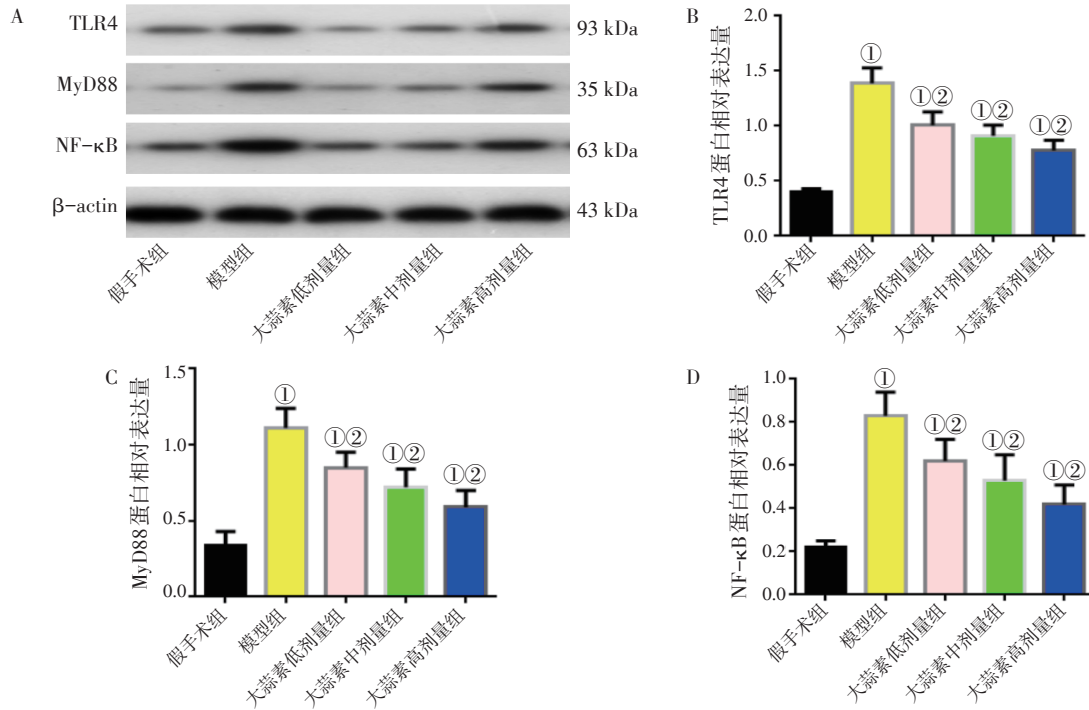 A
TLR4
93 kDa
MyD88
35 kDa
NF-κB
63 kDa
β-actin
43 kDa
假手术组
模型组
大蒜素低剂量组
大蒜素中剂量组
大蒜素高剂量组
B
TLR4蛋白相对表达量
2.0
1.5
1.0
0.5
0.0
①
①②
①②
①②
假手术组
模型组
大蒜素低剂量组
大蒜素中剂量组
大蒜素高剂量组
C
MyD88蛋白相对表达量
1.5
1.0
0.5
0.0
①
①②
①②
①②
假手术组
模型组
大蒜素低剂量组
大蒜素中剂量组
大蒜素高剂量组
D
NF-κB蛋白相对表达量
1.0
0.8
0.6
0.4
0.2
0.0
①
①②
①②
①②
假手术组
模型组
大蒜素低剂量组
大蒜素中剂量组
大蒜素高剂量组